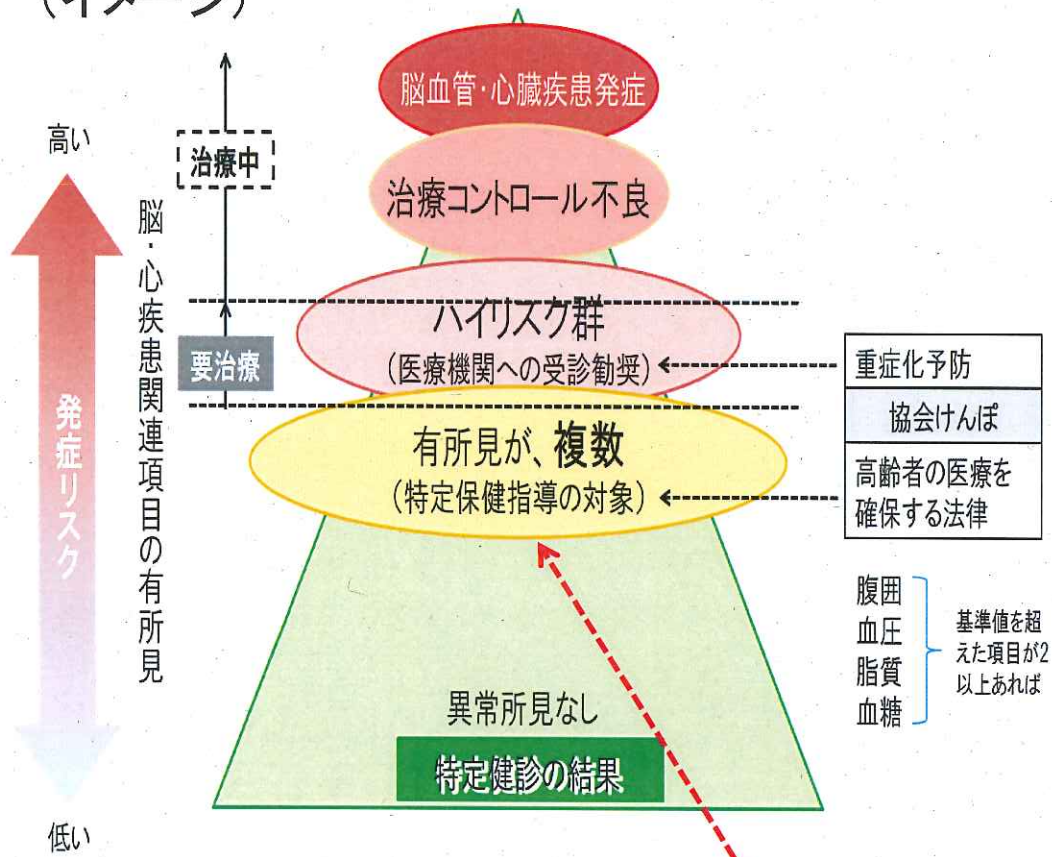 (イメージ)
脳血管・心臓疾患発症
高い
治療中
治療コントロール不良
脳・心疾患関連項目の有所見
発症リスク
ハイリスク群
(医療機関への受診勧奨)
要治療
重症化予防
協会けんぽ
高齢者の医療を
確保する法律
有所見が、複数
(特定保健指導の対象)
腹囲
血圧
脂質
血糖
基準値を超
えた項目が2
以上あれば
異常所見なし
特定健診の結果
低い